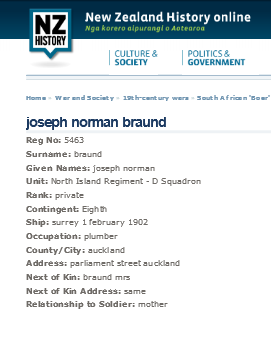 NZ
HISTORY
New Zealand History online
Nga korero aipurangi o Aotearoa
CULTURE &
SOCIETY
POLITICS &
GOVERNMENT
Home - War and Society - 19th-century wars - South African 'Boer'
joseph norman braund
Reg No: 5463
Surname: braund
Given Names: joseph norman
Unit: North Island Regiment - D Squadron
Rank: private
Contingent: Eighth
Ship: surrey 1 february 1902
Occupation: plumber
County/City: auckland
Address: parliament street auckland
Next of Kin: braund mrs
Next of Kin Address: same
Relationship to Soldier: mother